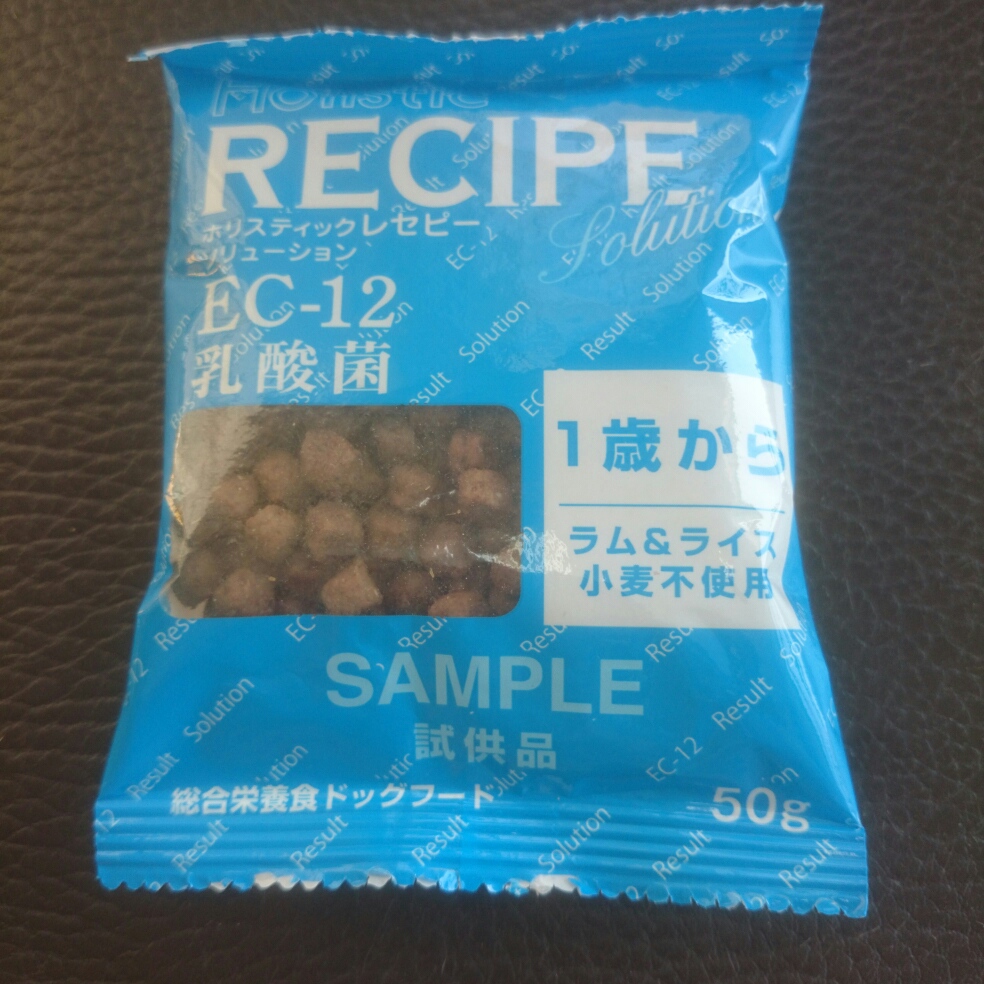 Holistic
RECIPE
Solution
ホリスティックレセピー
ソリューション
EC-12
乳酸菌
1歳から
ラム&ライス
小麦不使用
SAMPLE
試供品
総合栄養食ドッグフード
50g